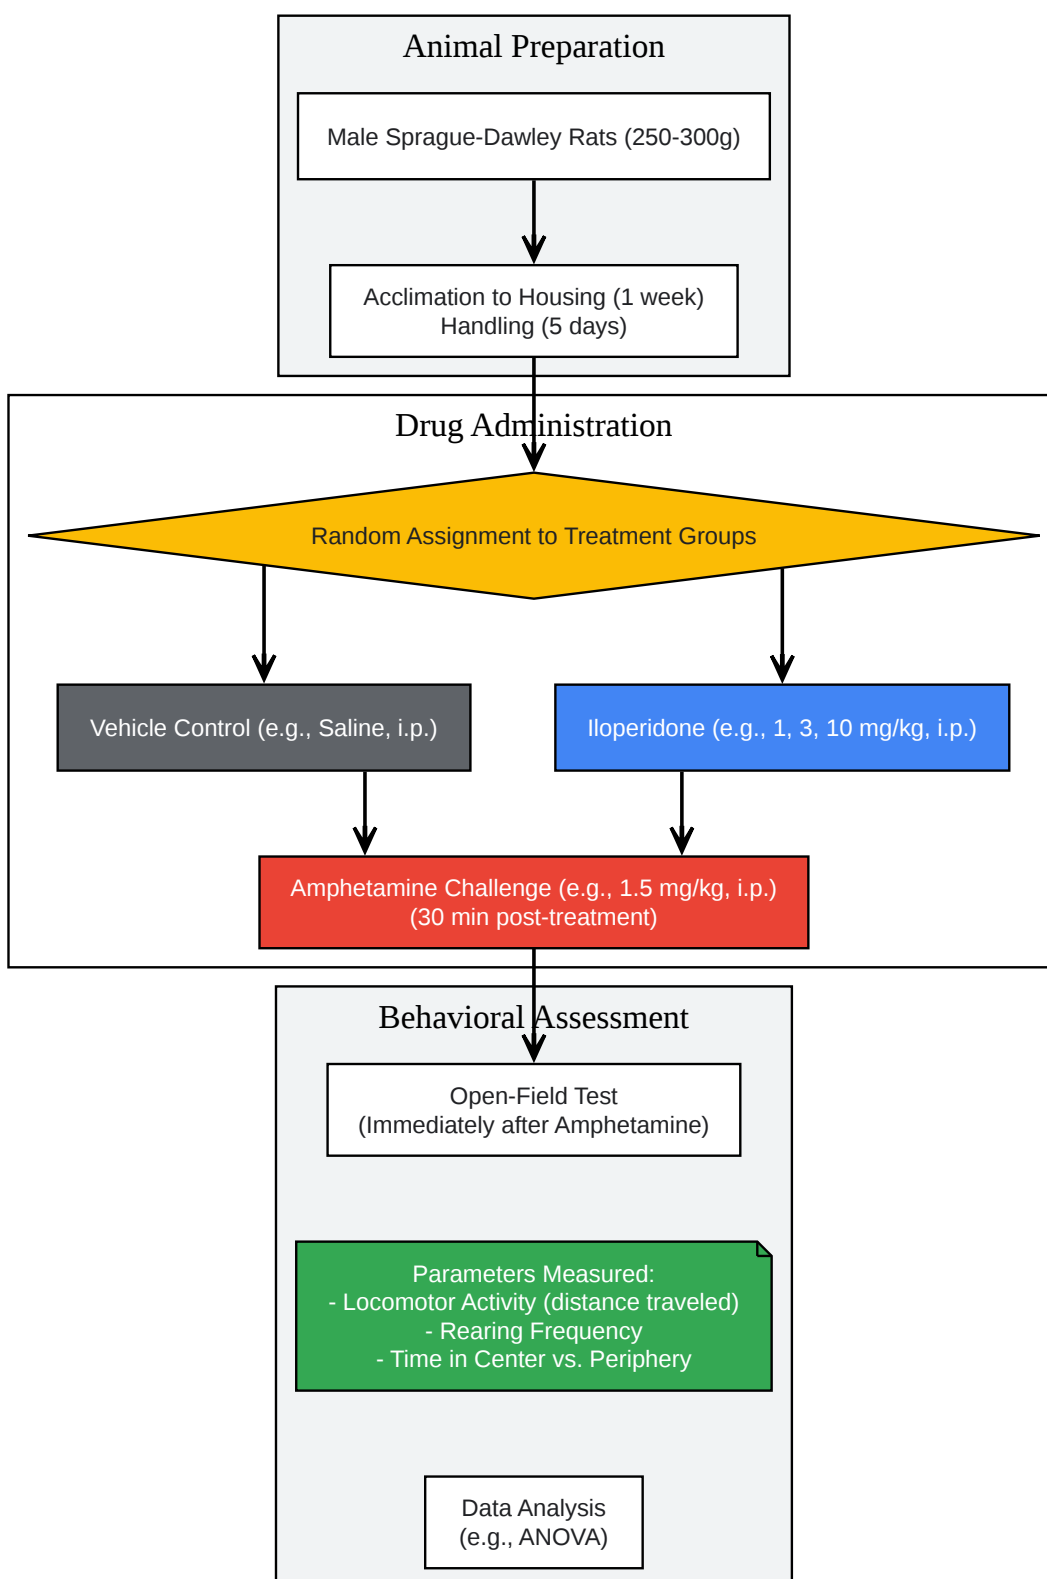 Animal Preparation
Male Sprague-Dawley Rats (250-300g)
Acclimation to Housing (1 week)
Handling (5 days)
Drug Administration
Random Assignment to Treatment Groups
Vehicle Control (e.g., Saline, i.p.)
Iloperidone (e.g., 1, 3, 10 mg/kg, i.p.)
Amphetamine Challenge (e.g., 1.5 mg/kg, i.p.)
(30 min post-treatment)
Behavioral Assessment
Open-Field Test
(Immediately after Amphetamine)
Parameters Measured:
- Locomotor Activity (distance traveled)
- Rearing Frequency
- Time in Center vs. Periphery
Data Analysis
(e.g., ANOVA)